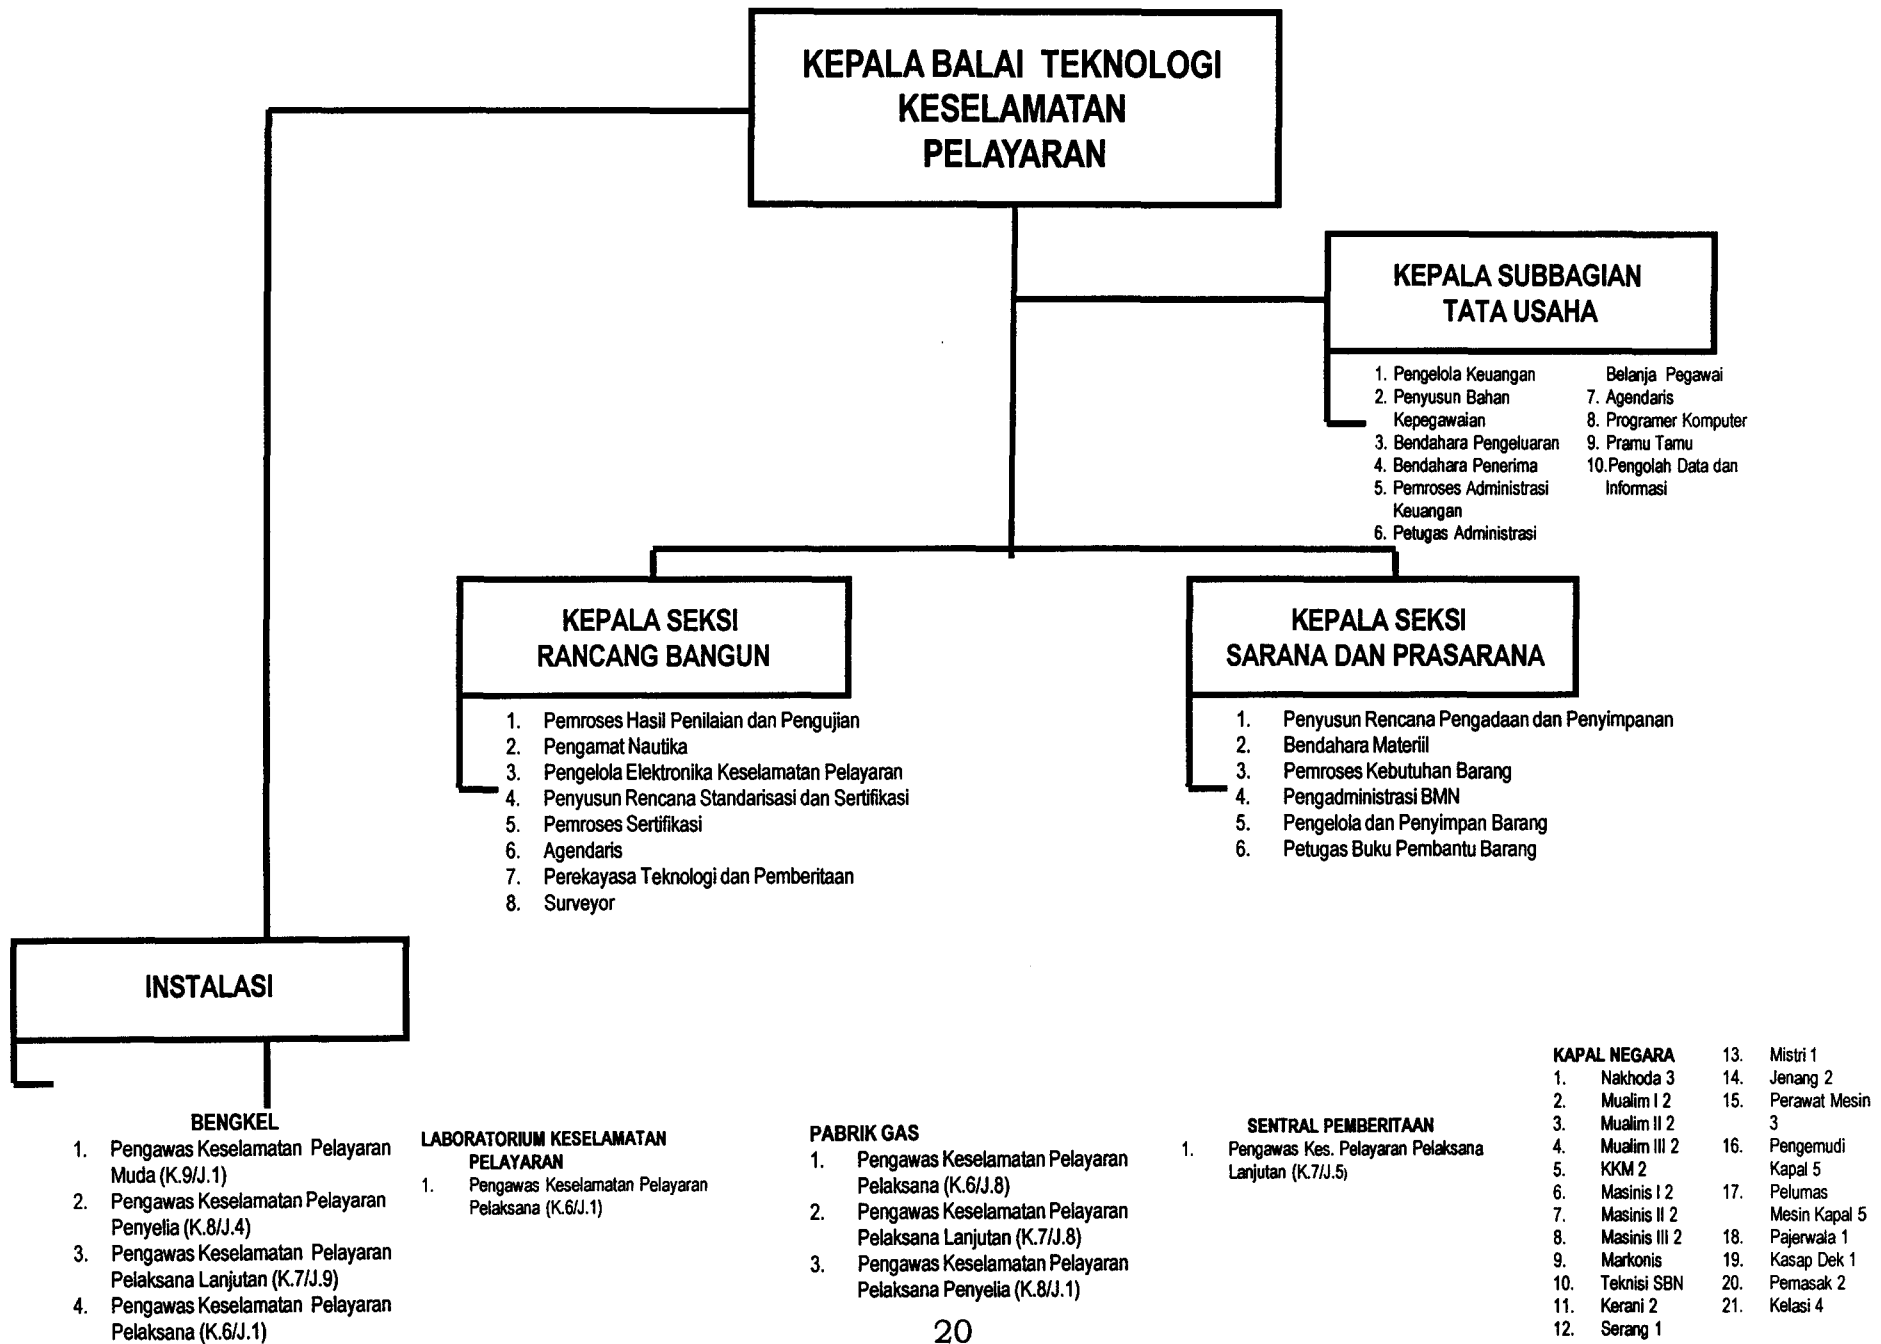 KEPALA BALAI TEKNOLOGI
KESELAMATAN
PELAYARAN
KEPALA SUBBAGIAN
TATA USAHA
1. Pengelola Keuangan
2. Penyusun Bahan
Kepegawaian
3. Bendahara Pengeluaran
4. Bendahara Penerima
5. Pemroses Administrasi
Keuangan
6. Petugas Administrasi
Belanja Pegawai
7. Agendaris
8. Programer Komputer
9. Pramu Tamu
10.Pengolah Data dan
Informasi
KEPALA SEKSI
RANCANG BANGUN
1. Pemroses Hasil Penilaian dan Pengujian
2. Pengamat Nautika
3. Pengelola Elektronika Keselamatan Pelayaran
4. Penyusun Rencana Standarisasi dan Sertifikasi
5. Pemroses Sertifikasi
6. Agendaris
7. Perekayasa Teknologi dan Pemberitaan
8. Surveyor
KEPALA SEKSI
SARANA DAN PRASARANA
1. Penyusun Rencana Pengadaan dan Penyimpanan
2. Bendahara Materiil
3. Pemroses Kebutuhan Barang
4. Pengadministrasi BMN
5. Pengelola dan Penyimpan Barang
6. Petugas Buku Pembantu Barang
INSTALASI
BENGKEL
1. Pengawas Keselamatan Pelayaran
Muda (K.9/J.1)
2. Pengawas Keselamatan Pelayaran
Penyelia (K.8/J.4)
3. Pengawas Keselamatan Pelayaran
Pelaksana Lanjutan (K.7/J.9)
4. Pengawas Keselamatan Pelayaran
Pelaksana (K.6/J.1)
LABORATORIUM KESELAMATAN
PELAYARAN
1. Pengawas Keselamatan Pelayaran
Pelaksana (K.6/J.1)
PABRIK GAS
1. Pengawas Keselamatan Pelayaran
Pelaksana (K.6/J.8)
2. Pengawas Keselamatan Pelayaran
Pelaksana Lanjutan (K.7/J.8)
3. Pengawas Keselamatan Pelayaran
Pelaksana Penyelia (K.8/J.1)
SENTRAL PEMBERITAAN
1. Pengawas Kes. Pelayaran Pelaksana
Lanjutan (K.7/J.5)
KAPAL NEGARA
1. Nakhoda 3
2. Mualim I 2
3. Mualim II 2
4. Mualim III 2
5. KKM 2
6. Masinis I 2
7. Masinis II 2
8. Masinis III 2
9. Markonis
10. Teknisi SBN
11. Kerani 2
12. Serang 1
13. Mistri 1
14. Jenang 2
15. Perawat Mesin
3
16. Pengemudi
Kapal 5
17. Pelumas
Mesin Kapal 5
18. Pajerwala 1
19. Kasap Dek 1
20. Pemasak 2
21. Kelasi 4
20